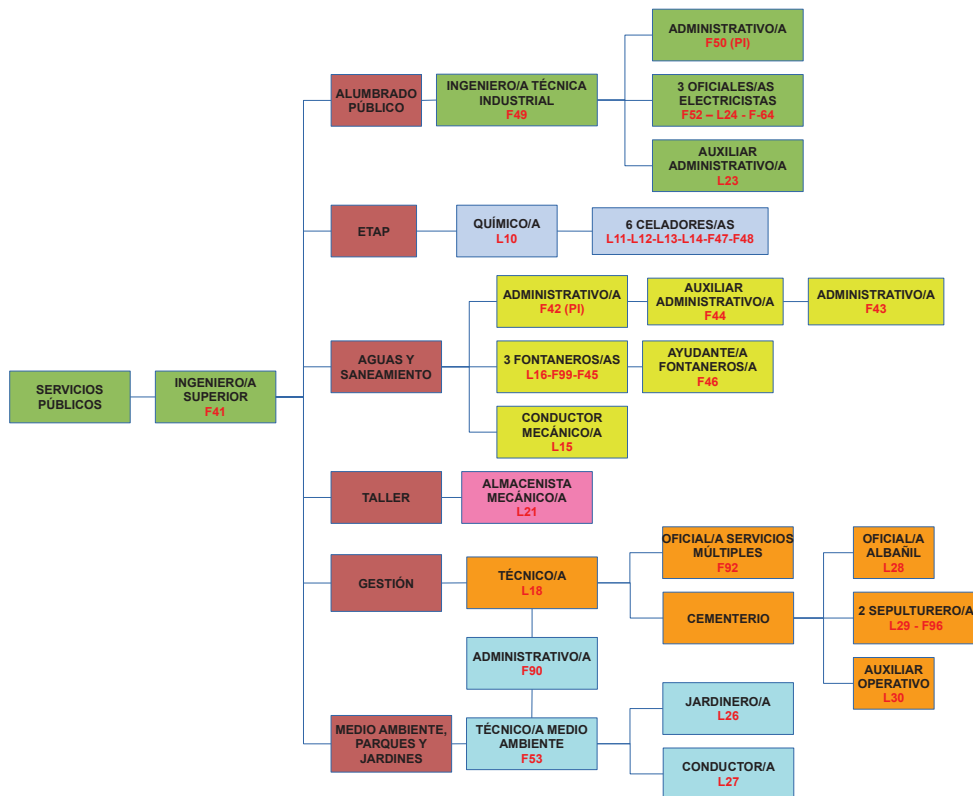 SERVICIOS
PÚBLICOS
INGENIERO/A
SUPERIOR
F41
ALUMBRADO
PÚBLICO
INGENIERO/A TÉCNICA
INDUSTRIAL
F49
ADMINISTRATIVO/A
F50 (PI)
3 OFICIALES/AS
ELECTRICISTAS
F52 – L24 - F-64
AUXILIAR
ADMINISTRATIVO/A
L23
ETAP
QUÍMICO/A
L10
6 CELADORES/AS
L11-L12-L13-L14-F47-F48
AGUAS Y
SANEAMIENTO
ADMINISTRATIVO/A
F42 (PI)
AUXILIAR
ADMINISTRATIVO/A
F44
ADMINISTRATIVO/A
F43
3 FONTANEROS/AS
L16-F99-F45
AYUDANTE/A
FONTANEROS/A
F46
CONDUCTOR
MECÁNICO/A
L15
TALLER
ALMACENISTA
MECÁNICO/A
L21
GESTIÓN
TÉCNICO/A
L18
OFICIAL/A SERVICIOS
MÚLTIPLES
F92
CEMENTERIO
OFICIAL/A
ALBAÑIL
L28
2 SEPULTURERO/A
L29 - F96
AUXILIAR
OPERATIVO
L30
ADMINISTRATIVO/A
F90
MEDIO AMBIENTE,
PARQUES Y
JARDINES
TÉCNICO/A MEDIO
AMBIENTE
F53
JARDINERO/A
L26
CONDUCTOR/A
L27